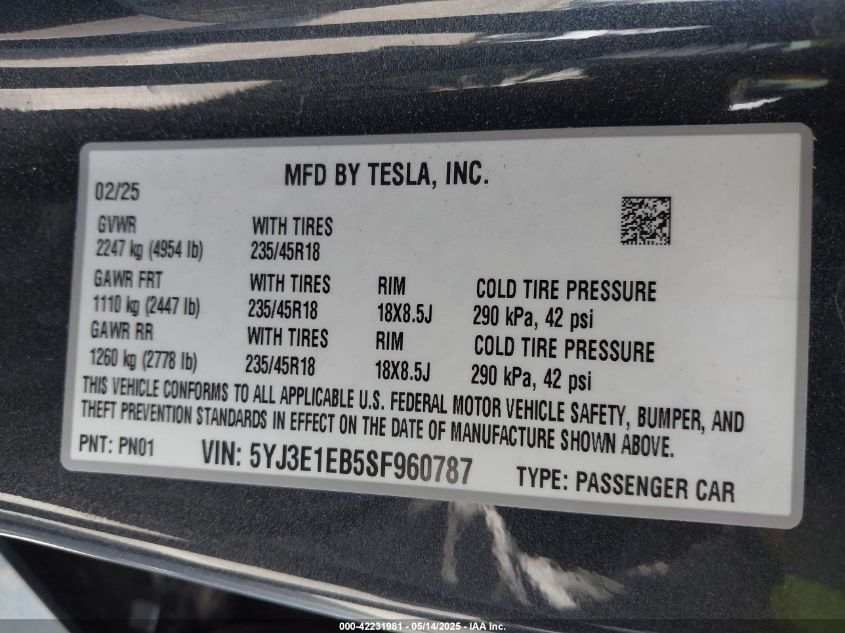 MFD BY TESLA, INC.
02/25
GVWR WITH TIRES
2247 kg (4954 lb) 235/45R18
GAWR FRT WITH TIRES RIM COLD TIRE PRESSURE
1110 kg (2447 lb) 235/45R18 18X8.5J 290 kPa, 42 psi
GAWR RR WITH TIRES RIM COLD TIRE PRESSURE
1260 kg (2778 lb) 235/45R18 18X8.5J 290 kPa, 42 psi
THIS VEHICLE CONFORMS TO ALL APPLICABLE U.S. FEDERAL MOTOR VEHICLE SAFETY, BUMPER, AND
THEFT PREVENTION STANDARDS IN EFFECT ON THE DATE OF MANUFACTURE SHOWN ABOVE.
PNT: PN01 VIN: 5YJ3E1EB5SF960787 TYPE: PASSENGER CAR
000-42231981 - 05/14/2025 - IAA Inc.